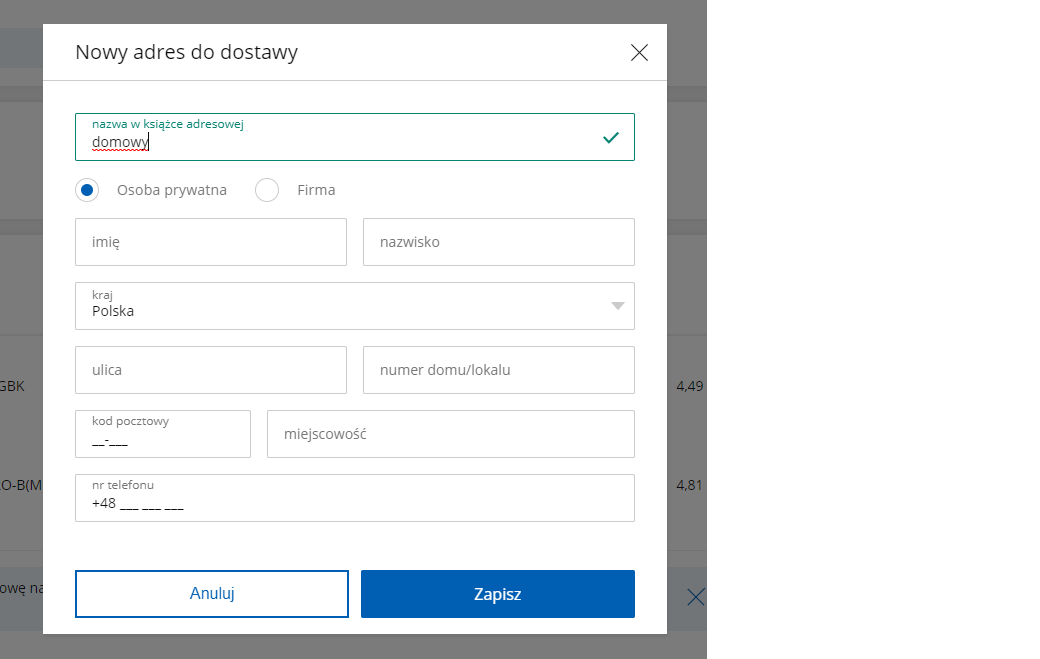 Nowy adres do dostawy
nazwa w książce adresowej
domowy
Osoba prywatna
Firma
imię
nazwisko
kraj
Polska
ulica
numer domu/lokalu
GBK
4,49
kod pocztowy
__-___
miejscowość
O-B(M
4,81
nr telefonu
+48 ___ ___ ___
owę na
Anuluj
Zapisz